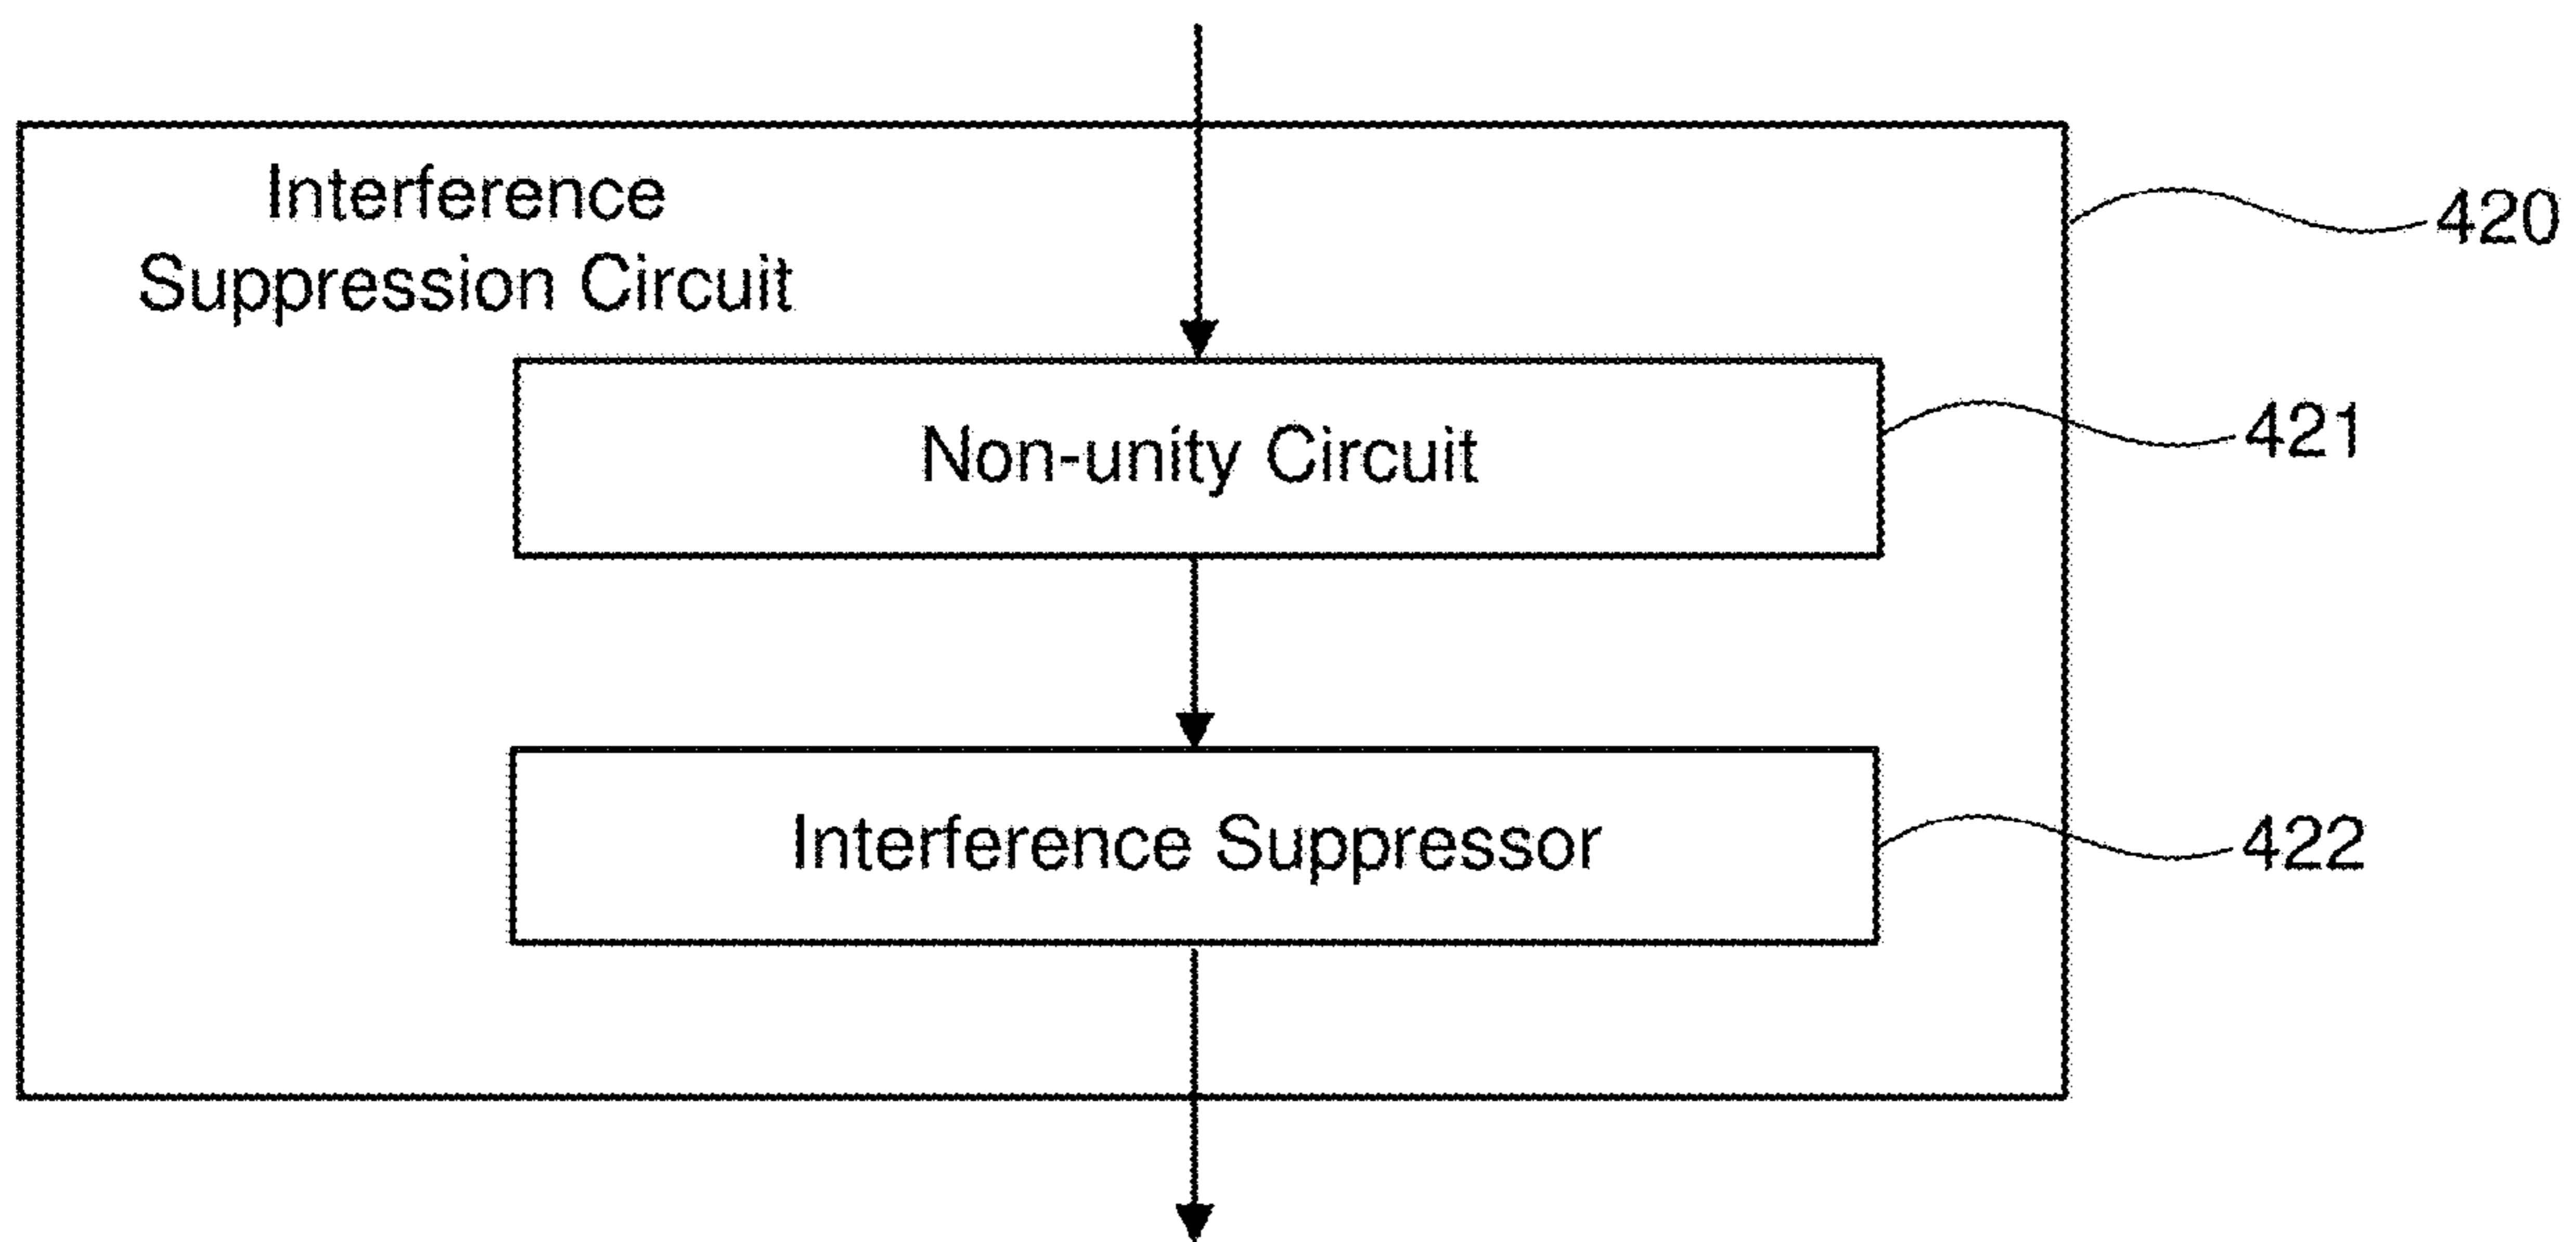 Interference
Suppression Circuit
420
Non-unity Circuit
421
Interference Suppressor
422